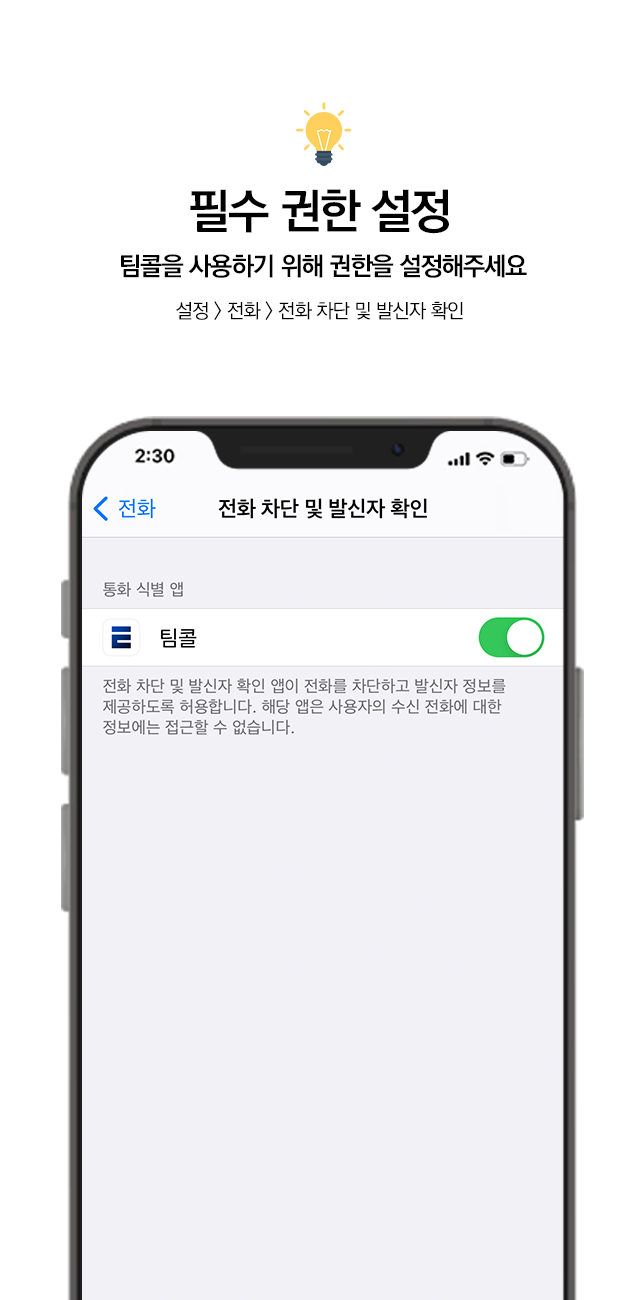 필수 권한 설정
팀콜을 사용하기 위해 권한을 설정해주세요
설정 > 전화 > 전화 차단 및 발신자 확인
2:30
전화
전화 차단 및 발신자 확인
통화 식별 앱
팀콜
전화 차단 및 발신자 확인 앱이 전화를 차단하고 발신자 정보를
제공하도록 허용합니다. 해당 앱은 사용자의 수신 전화에 대한
정보에는 접근할 수 없습니다.